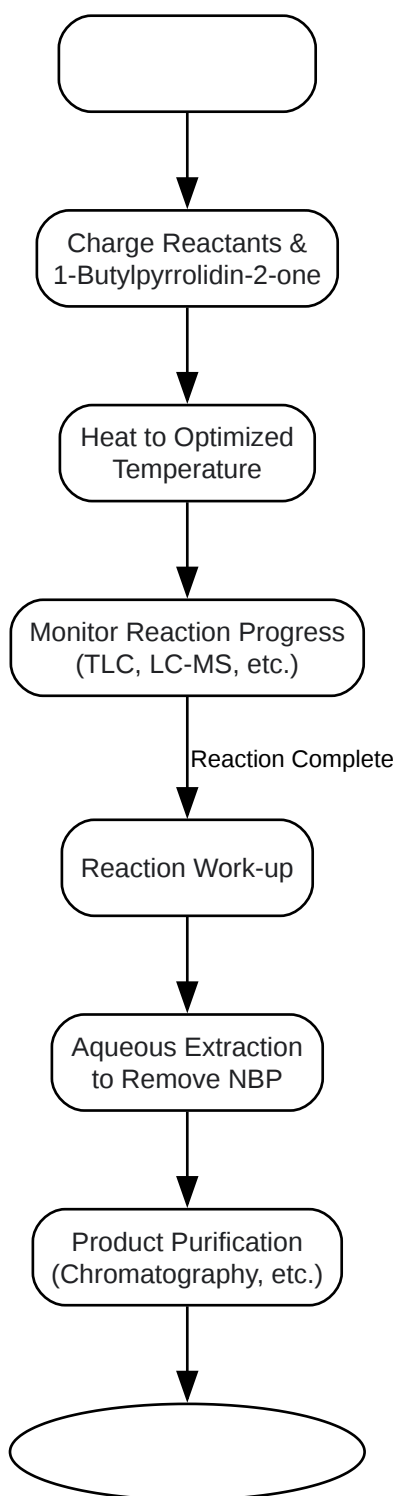 Charge Reactants &
1-Butylpyrrolidin-2-one
Heat to Optimized
Temperature
Monitor Reaction Progress
(TLC, LC-MS, etc.)
Reaction Complete
Reaction Work-up
Aqueous Extraction
to Remove NBP
Product Purification
(Chromatography, etc.)